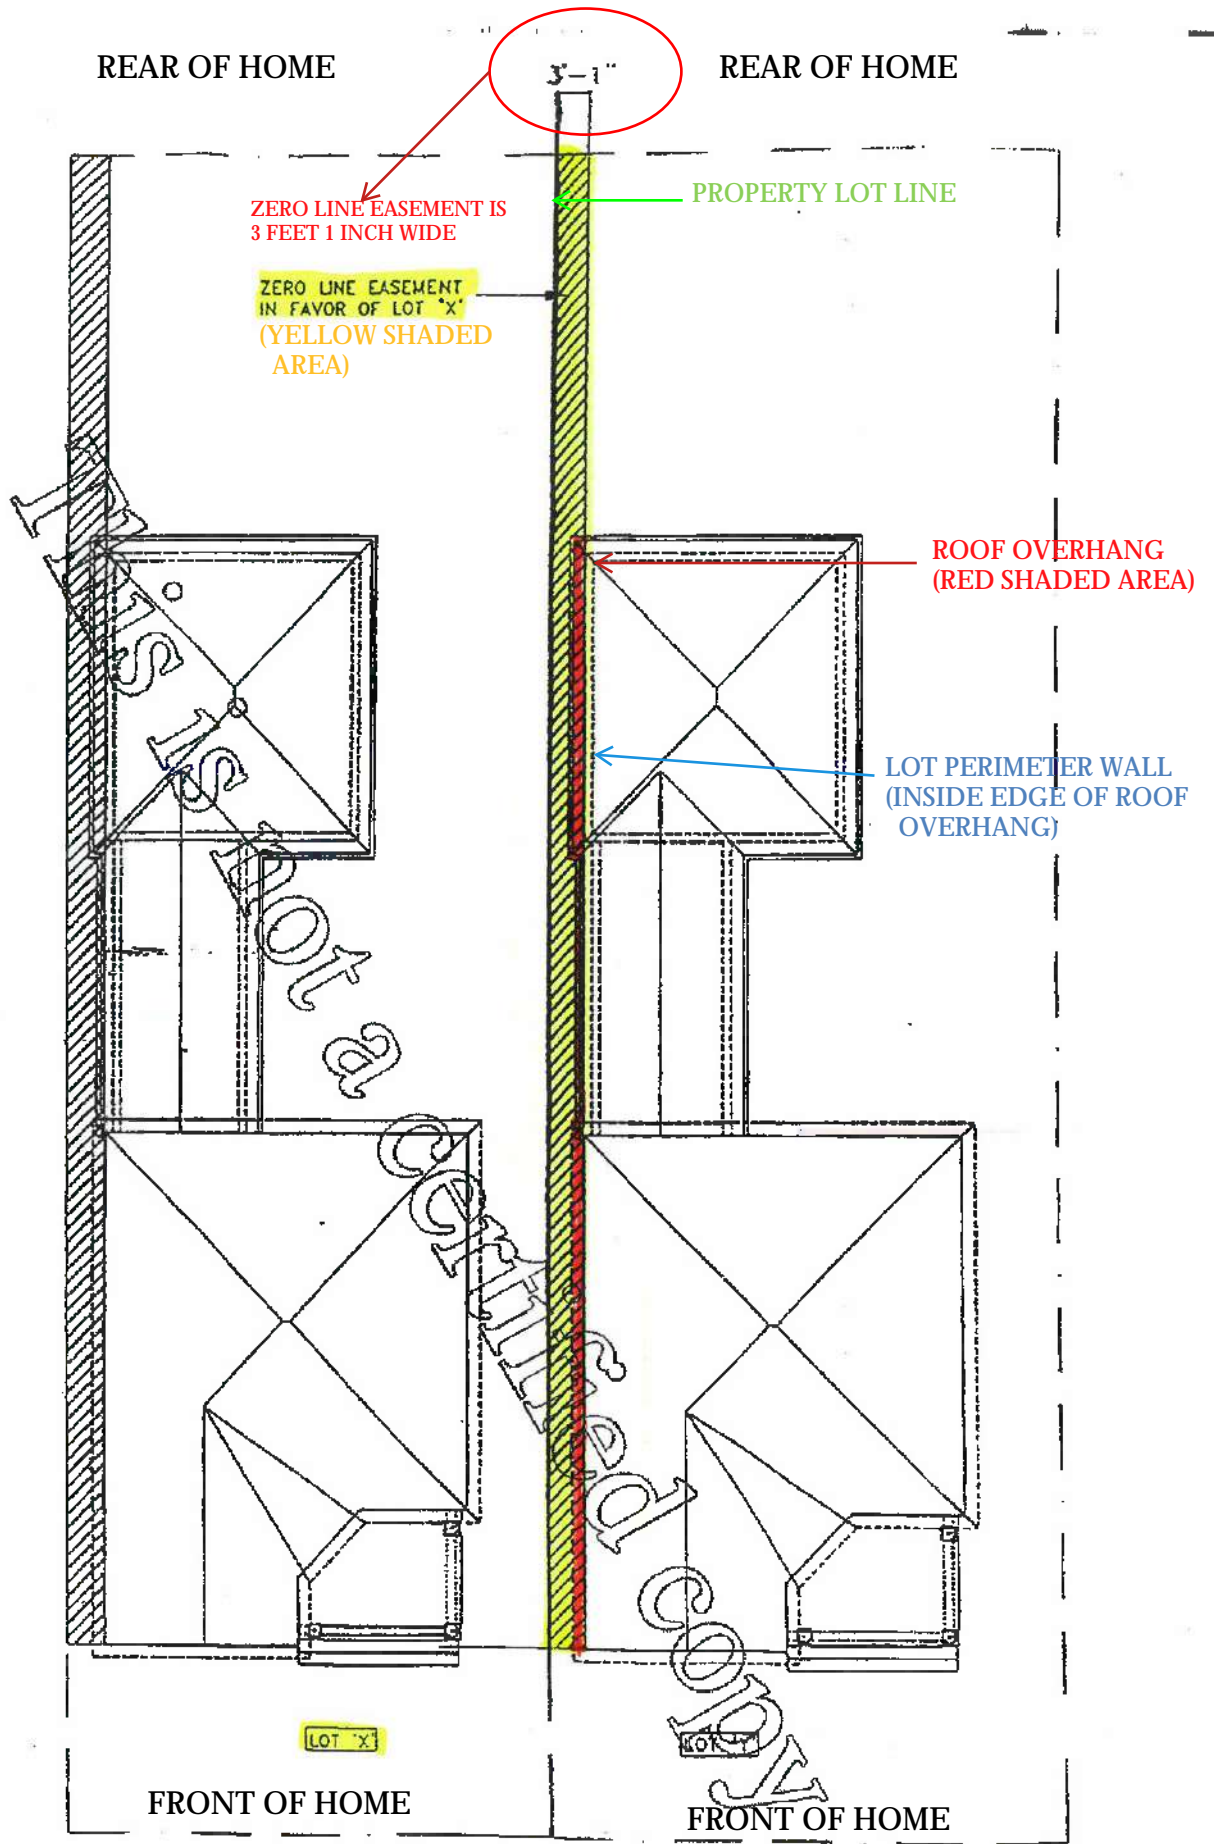 REAR OF HOME
3'-1"
REAR OF HOME
PROPERTY LOT LINE
ZERO LINE EASEMENT IS
3 FEET 1 INCH WIDE
ZERO LINE EASEMENT
IN FAVOR OF LOT "X"
(YELLOW SHADED
AREA)
ROOF OVERHANG
(RED SHADED AREA)
LOT PERIMETER WALL
(INSIDE EDGE OF ROOF
OVERHANG)
This is not a certified copy
LOT "X"
LOT "Y"
FRONT OF HOME
FRONT OF HOME